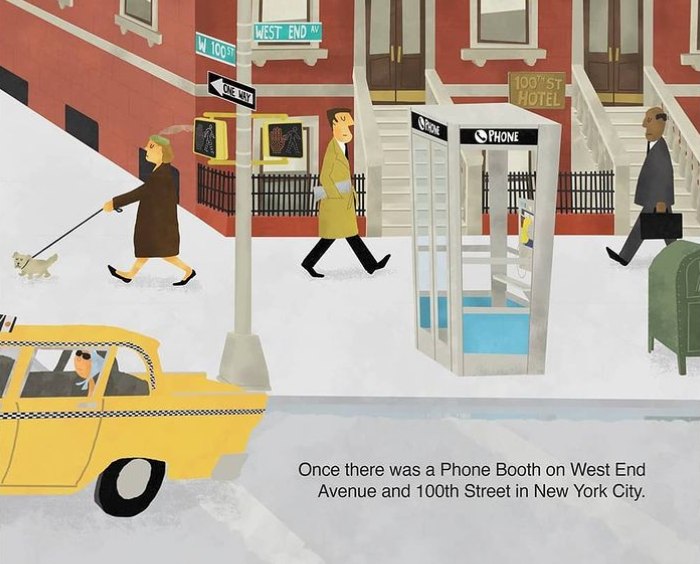 WEST END AV
W 100 ST
ONE WAY
100TH ST
HOTEL
PHONE
PHONE
Once there was a Phone Booth on West End
Avenue and 100th Street in New York City.